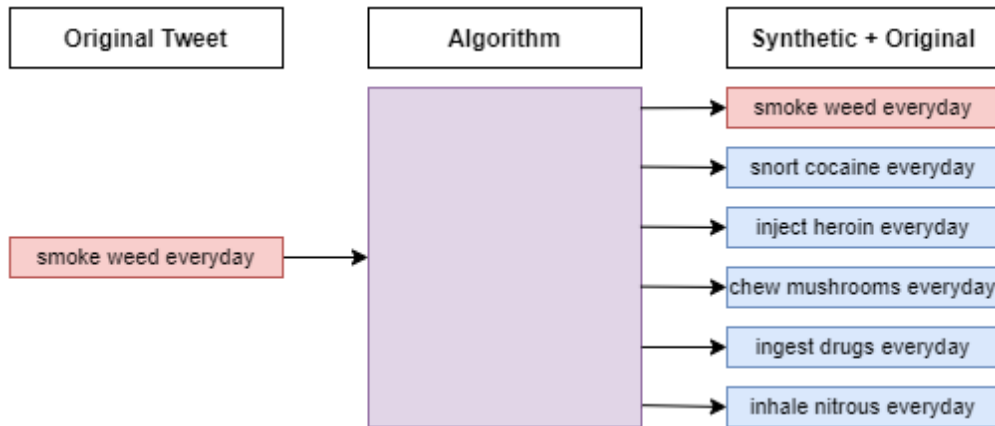 Original Tweet
Algorithm
Synthetic + Original
smoke weed everyday
smoke weed everyday
snort cocaine everyday
inject heroin everyday
chew mushrooms everyday
ingest drugs everyday
inhale nitrous everyday